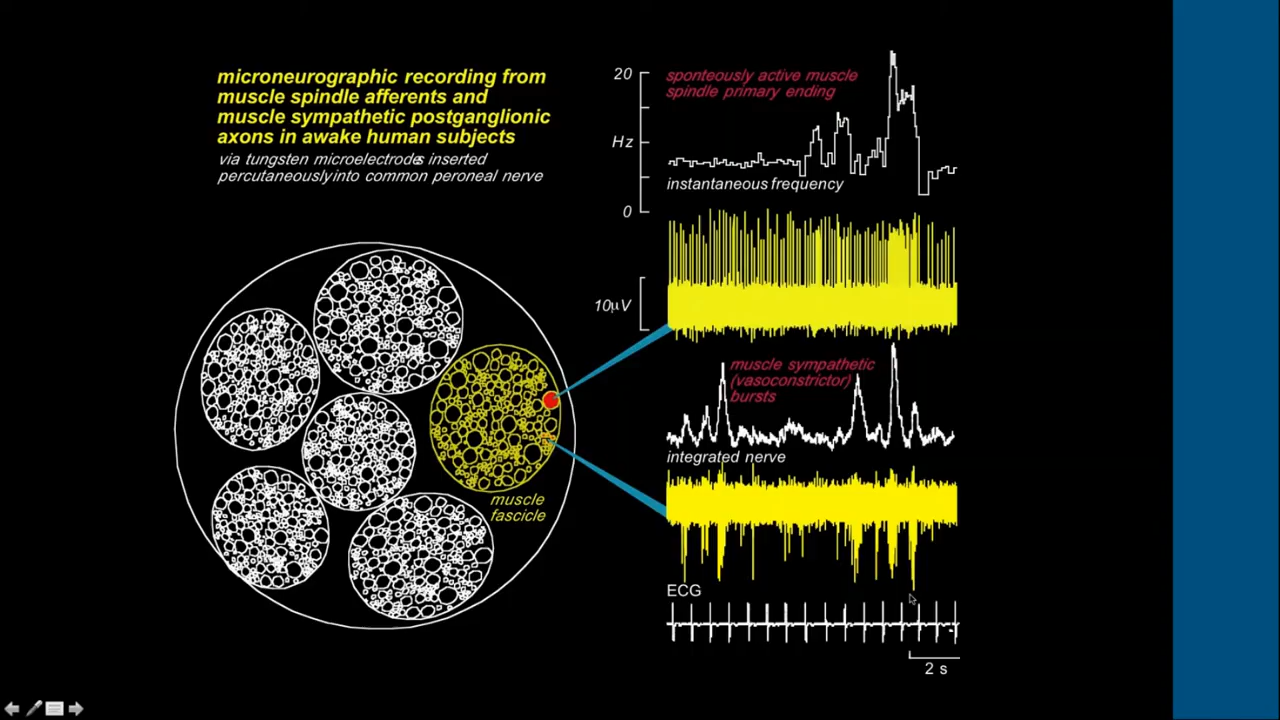 microneurographic recording from
muscle spindle afferents and
muscle sympathetic postganglionic
axons in awake human subjects
via tungsten microelectrodes inserted
percutaneouslyinto common peroneal nerve
20
Hz
0
sponteously active muscle
spindle primary ending
instantaneous frequency
10μV
muscle sympathetic
(vasoconstrictor)
bursts
integrated nerve
muscle
fascicle
ECG
2 s